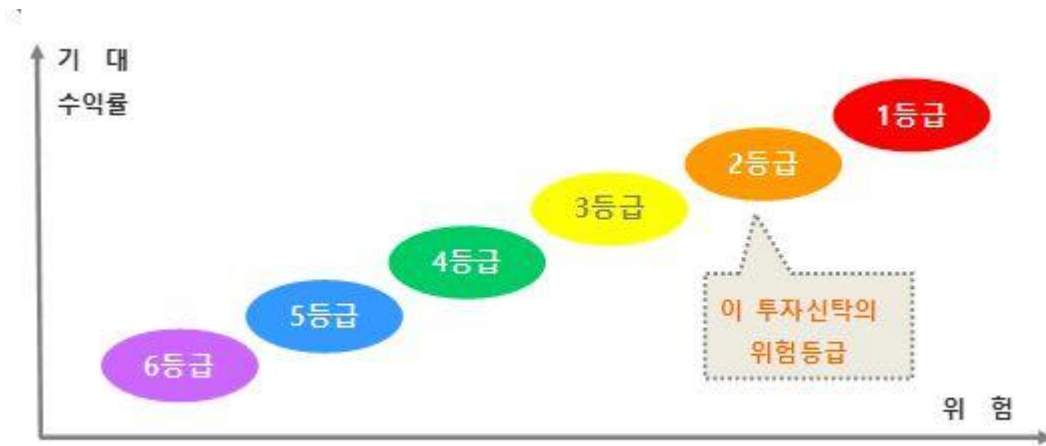 기 대
수익률
1등급
2등급
3등급
4등급
5등급
6등급
이 투자신탁의
위험등급
위 험